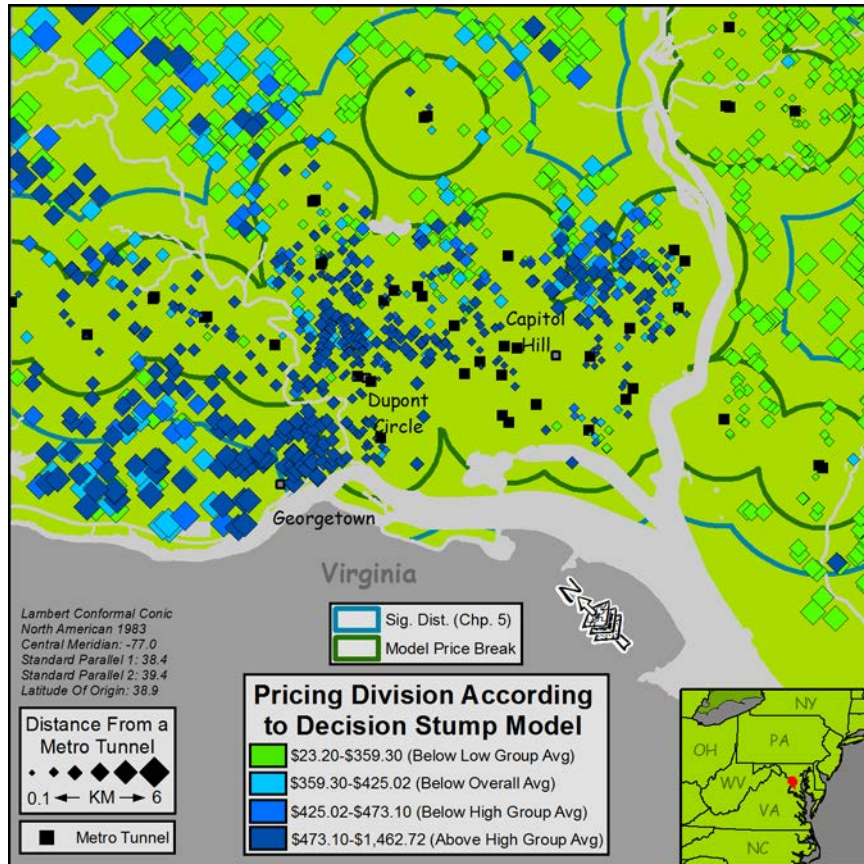 Capitol
Hill
Dupont
Circle
Georgetown
Virginia
N
Lambert Conformal Conic
North American 1983
Central Meridian: -77.0
Standard Parallel 1: 38.4
Standard Parallel 2: 39.4
Latitude Of Origin: 38.9
Sig. Dist. (Chp. 5)
Model Price Break
Distance From a
Metro Tunnel
0.1 KM 6
Metro Tunnel
Pricing Division According
to Decision Stump Model
$23.20-$359.30 (Below Low Group Avg)
$359.30-$425.02 (Below Overall Avg)
$425.02-$473.10 (Below High Group Avg)
$473.10-$1,462.72 (Above High Group Avg)
NY
PA
OH
WV
VA
NC